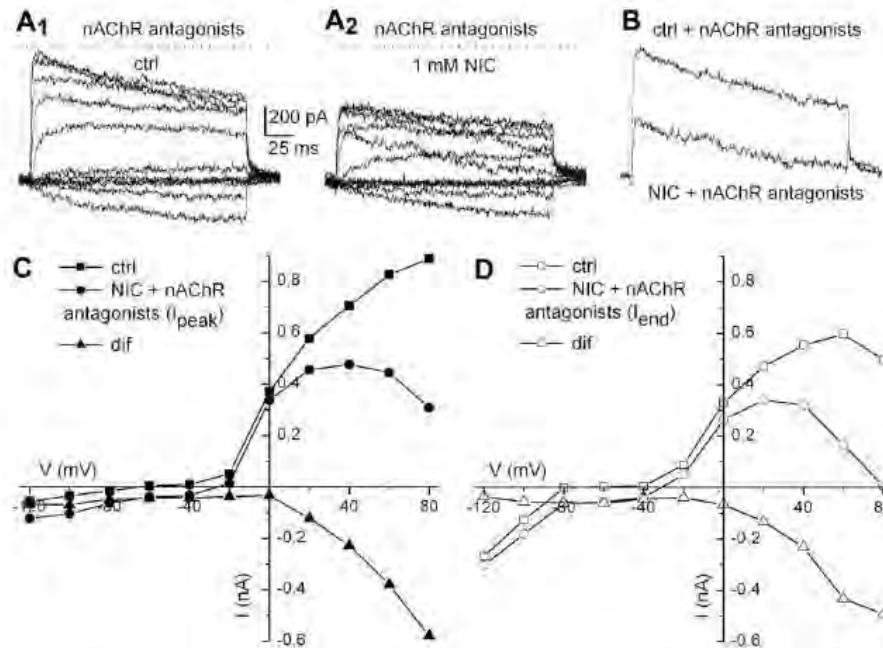 A1 nAChR antagonists
ctrl
A2 nAChR antagonists
1 mM NIC
200 pA
25 ms
B ctrl + nAChR antagonists
NIC + nAChR antagonists
C
ctrl
NIC + nAChR
antagonists (Ipeak)
dif
0.8
0.6
0.4
0.2
V (mV)
-120 -80 -40 40 80
-0.2
-0.4
-0.6
I (nA)
D
ctrl
NIC + nAChR
antagonists (Iend)
dif
0.8
0.6
0.4
0.2
V (mV)
-120 -80 -40 40 80
-0.2
-0.4
-0.6
I (nA)